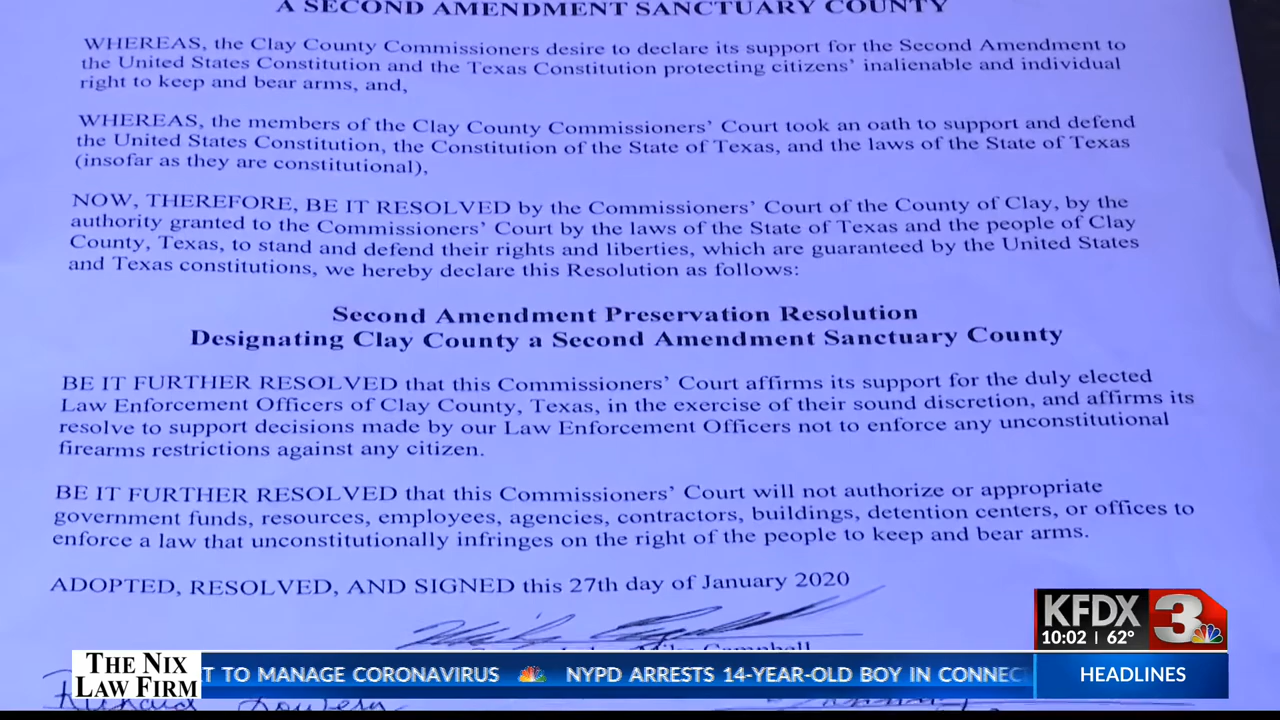 A SECOND AMENDMENT SANCTUARY COUNTY
WHEREAS, the Clay County Commissioners desire to declare its support for the Second Amendment to
the United States Constitution and the Texas Constitution protecting citizens' inalienable and individual
right to keep and bear arms, and,
WHEREAS, the members of the Clay County Commissioners' Court took an oath to support and defend
the United States Constitution, the Constitution of the State of Texas, and the laws of the State of Texas
(insofar as they are constitutional),
NOW, THEREFORE, BE IT RESOLVED by the Commissioners' Court of the County of Clay, by the
authority granted to the Commissioners' Court by the laws of the State of Texas and the people of Clay
County, Texas, to stand and defend their rights and liberties, which are guaranteed by the United States
and Texas constitutions, we hereby declare this Resolution as follows:
Second Amendment Preservation Resolution
Designating Clay County a Second Amendment Sanctuary County
BE IT FURTHER RESOLVED that this Commissioners' Court affirms its support for the duly elected
Law Enforcement Officers of Clay County, Texas, in the exercise of their sound discretion, and affirms its
resolve to support decisions made by our Law Enforcement Officers not to enforce any unconstitutional
firearms restrictions against any citizen.
BE IT FURTHER RESOLVED that this Commissioners' Court will not authorize or appropriate
government funds, resources, employees, agencies, contractors, buildings, detention centers, or offices to
enforce a law that unconstitutionally infringes on the right of the people to keep and bear arms.
ADOPTED, RESOLVED, AND SIGNED this 27th day of January 2020
Mike Campbell
KFDX 3
10:02 | 62°
THE NIX
LAW FIRM
T TO MANAGE CORONAVIRUS NYPD ARRESTS 14-YEAR-OLD BOY IN CONNEC
HEADLINES
Richard